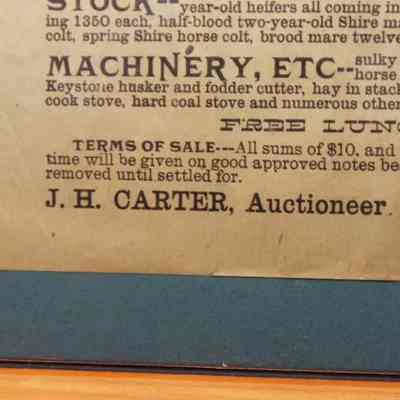 STOCK-- year-old heifers all coming in
ing 1350 each, half-blood two-year-old Shire ma
colt, spring Shire horse colt, brood mare twelve
MACHINERY, ETC-- sulky
horse
Keystone husker and fodder cutter, hay in stack
cook stove, hard coal stove and numerous other
FREE LUNC
TERMS OF SALE---All sums of $10, and
time will be given on good approved notes be
removed until settled for.
J. H. CARTER, Auctioneer.